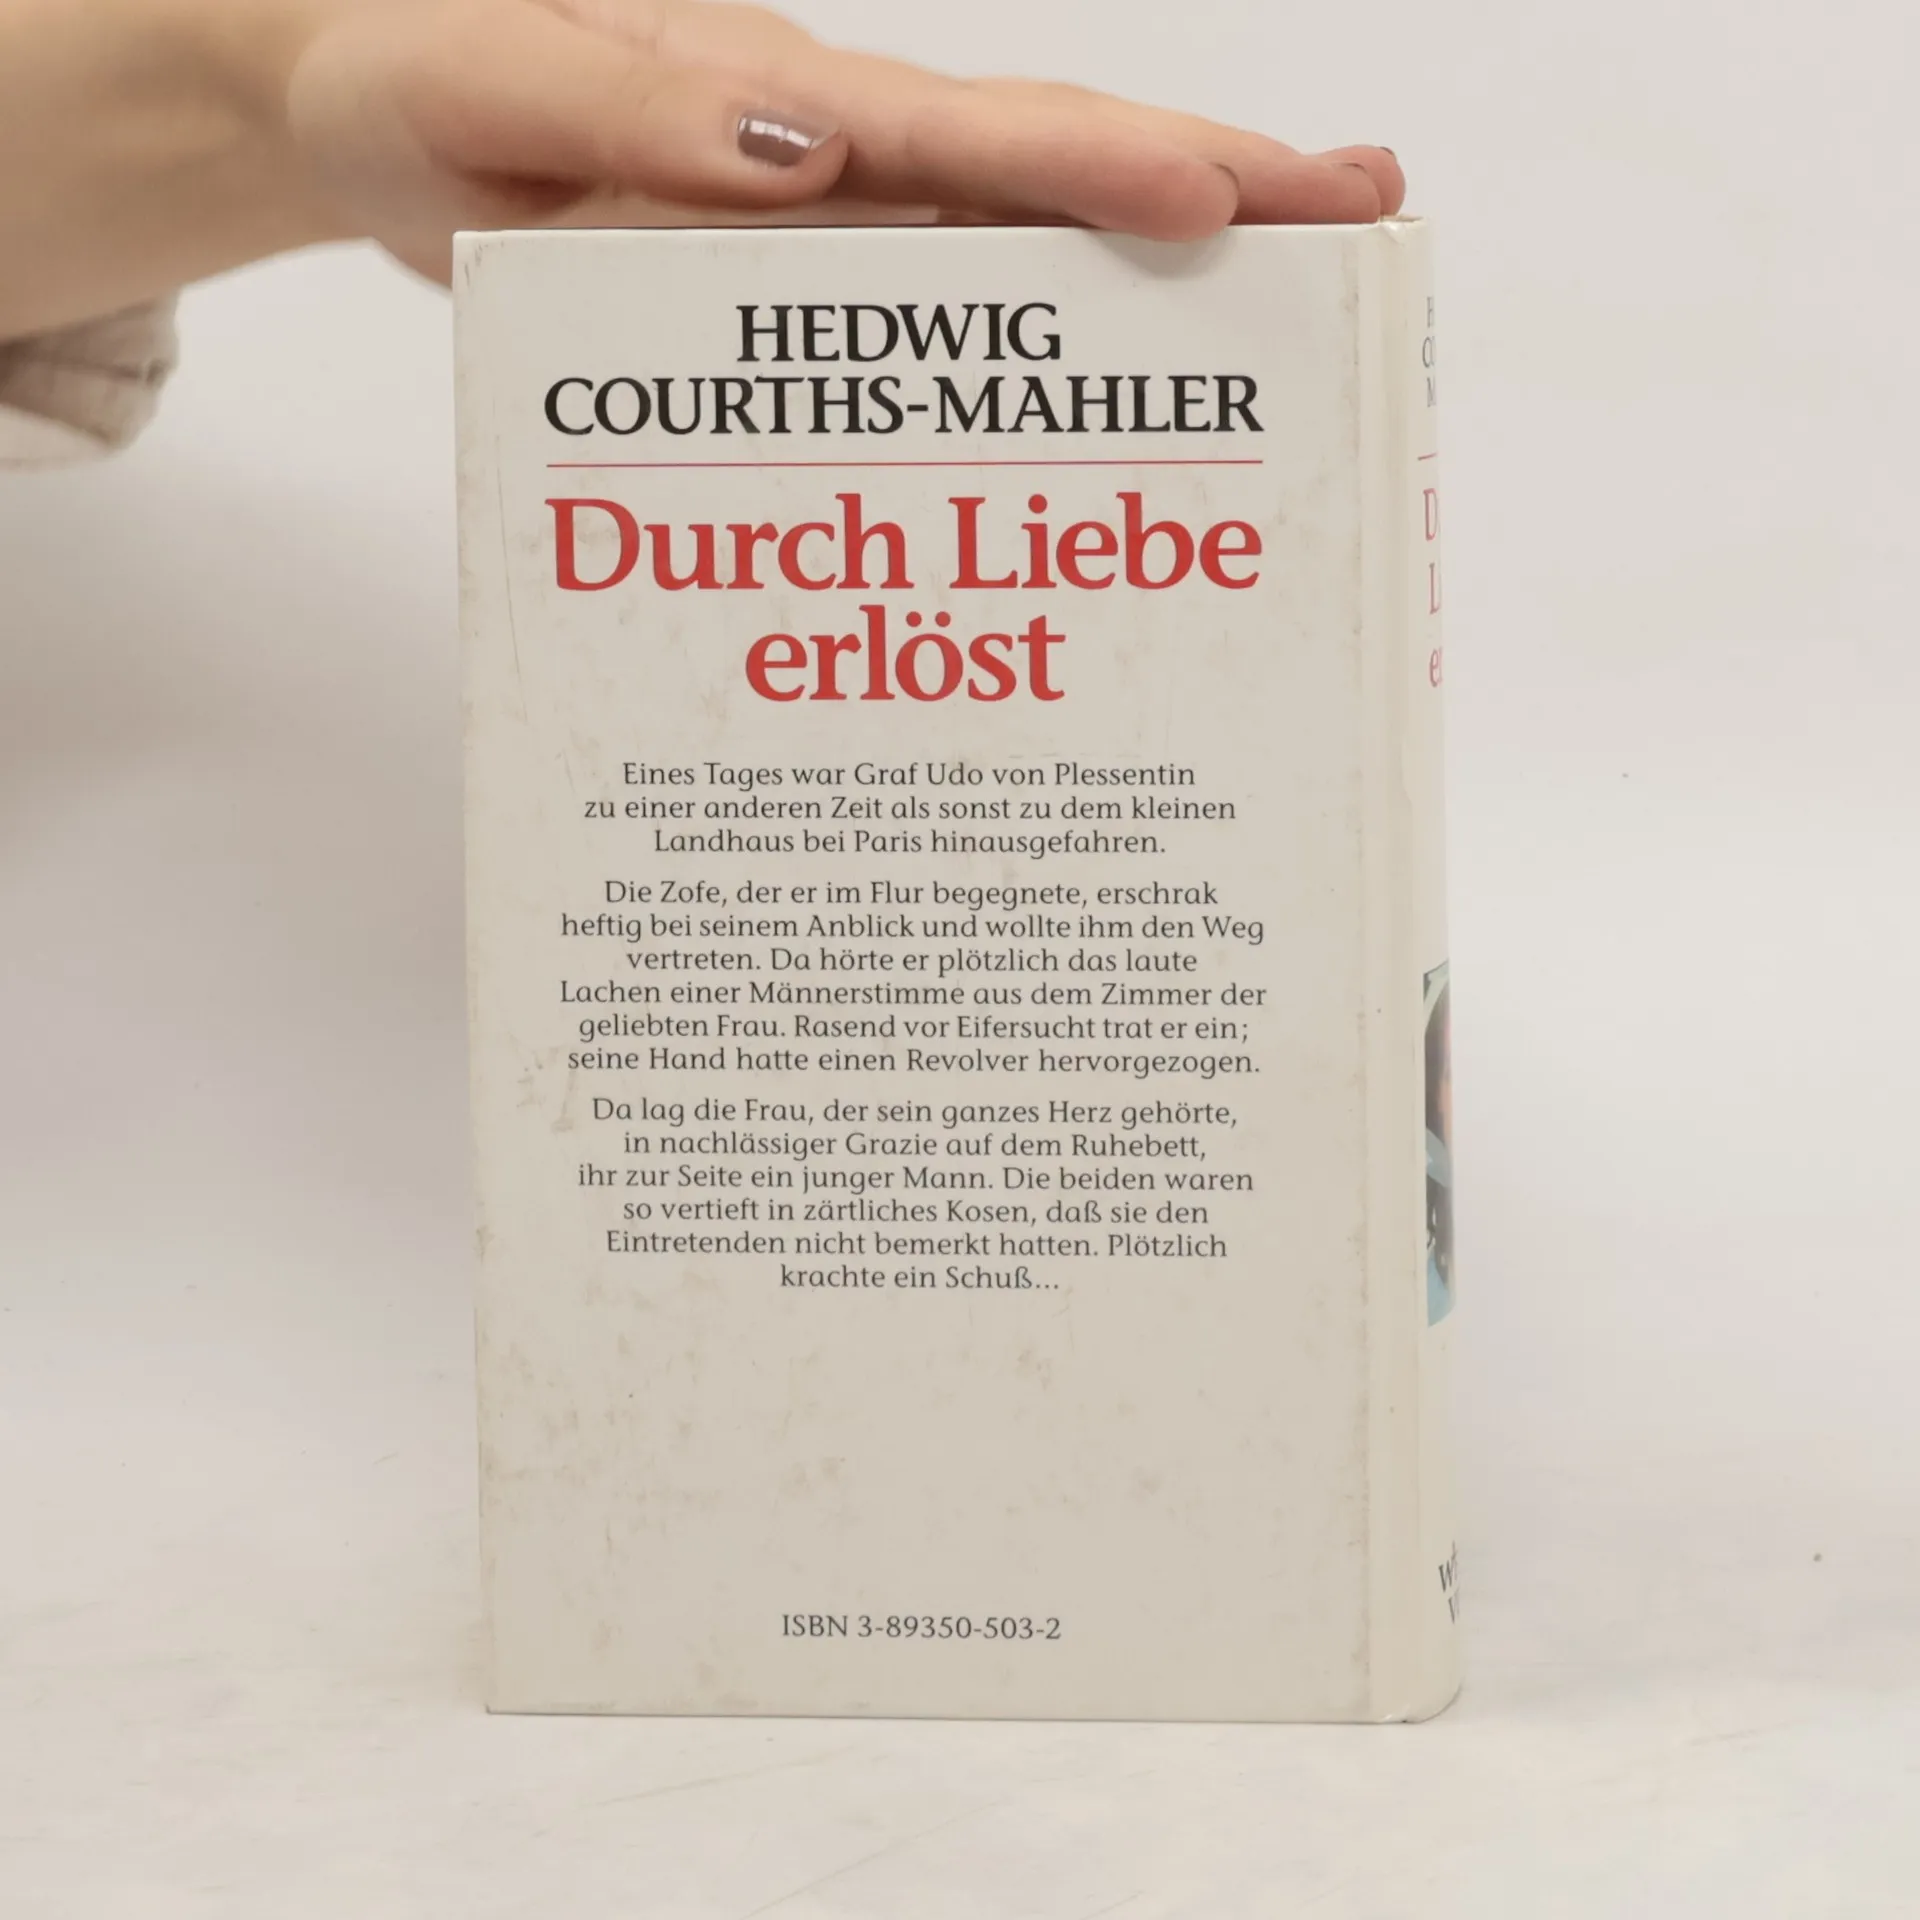 HEDWIG
COURTHS-MAHLER
Durch Liebe
erlöst
Eines Tages war Graf Udo von Plessentin
zu einer anderen Zeit als sonst zu dem kleinen
Landhaus bei Paris hinausgefahren.
Die Zofe, der er im Flur begegnete, erschrak
heftig bei seinem Anblick und wollte ihm den Weg
vertreten. Da hörte er plötzlich das laute
Lachen einer Männerstimme aus dem Zimmer der
geliebten Frau. Rasend vor Eifersucht trat er ein;
seine Hand hatte einen Revolver hervorgezogen.
Da lag die Frau, der sein ganzes Herz gehörte,
in nachlässiger Grazie auf dem Ruhebett,
ihr zur Seite ein junger Mann. Die beiden waren
so vertieft in zärtliches Kosen, daß sie den
Eintretenden nicht bemerkt hatten. Plötzlich
krachte ein Schuß...
ISBN 3-89350-503-2